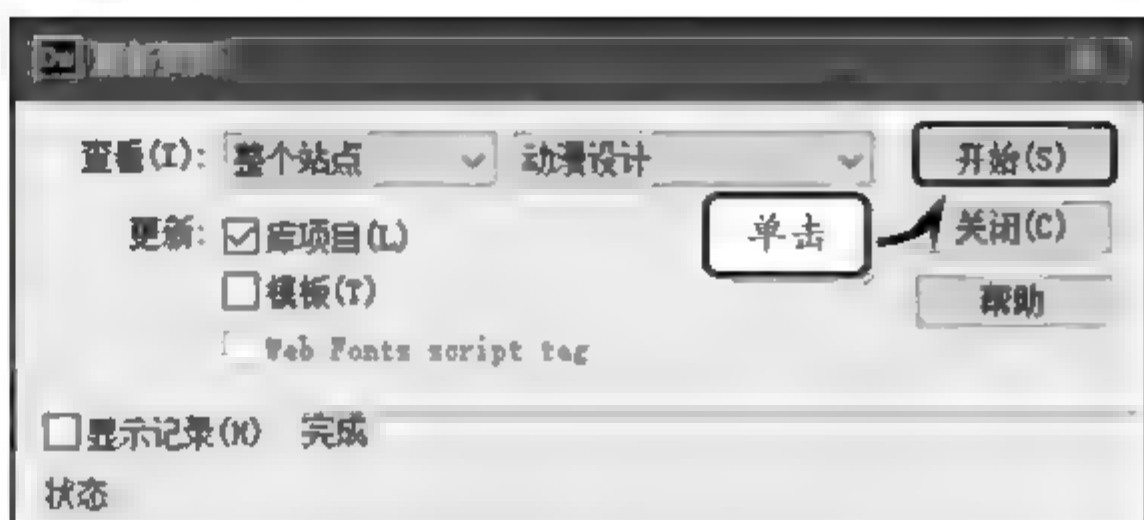 查看(I): 整个站点 动漫设计 开始(S)
更新: 库项目(L) 单击 关闭(C)
模板(T) 帮助
Web Fonts script tag
显示记录(H) 完成
状态